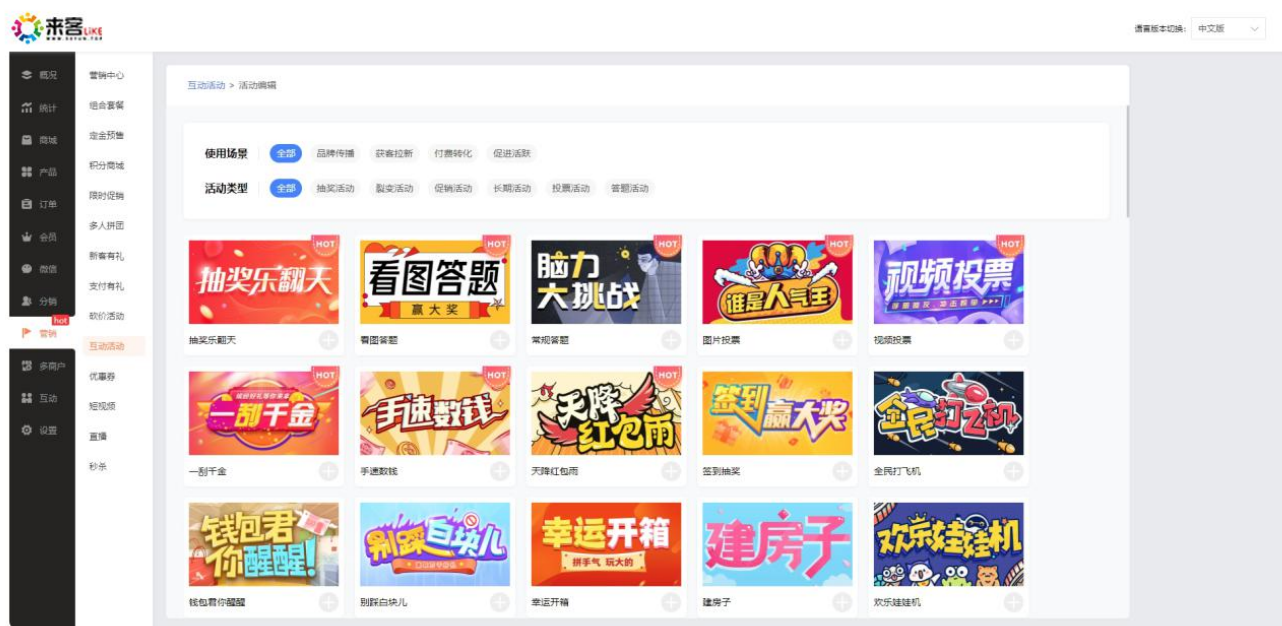 来客LIKE
语言版本切换： 中文版
概况
统计
商城
产品
订单
会员
微信
分销
hot
营销
多商户
互动
设置
营销中心
组合套餐
定金预售
积分商城
限时促销
多人拼团
新客有礼
支付有礼
砍价活动
互动活动
优惠券
短视频
直播
秒杀
互动活动 > 活动编辑
使用场景 全部 品牌传播 获客拉新 付费转化 促进活跃
活动类型 全部 抽奖活动 裂变活动 促销活动 长期活动 投票活动 答题活动
HOT
抽奖乐翻天
抽奖乐翻天
HOT
看图答题
赢大奖
看图答题
HOT
脑力
大挑战
常规答题
HOT
谁是人气王
图片投票
HOT
视频投票
视频投票
HOT
一刮千金
一刮千金
手速数钱
手速数钱
HOT
天降
红包雨
天降红包雨
签到赢大奖
签到抽奖
全民打飞机
全民打飞机
钱包君
你醒醒!
钱包君你醒醒
别踩白块儿
别踩白块儿
幸运开箱
拼手气 玩大的
幸运开箱
建房子
建房子
欢乐娃娃机
欢乐娃娃机